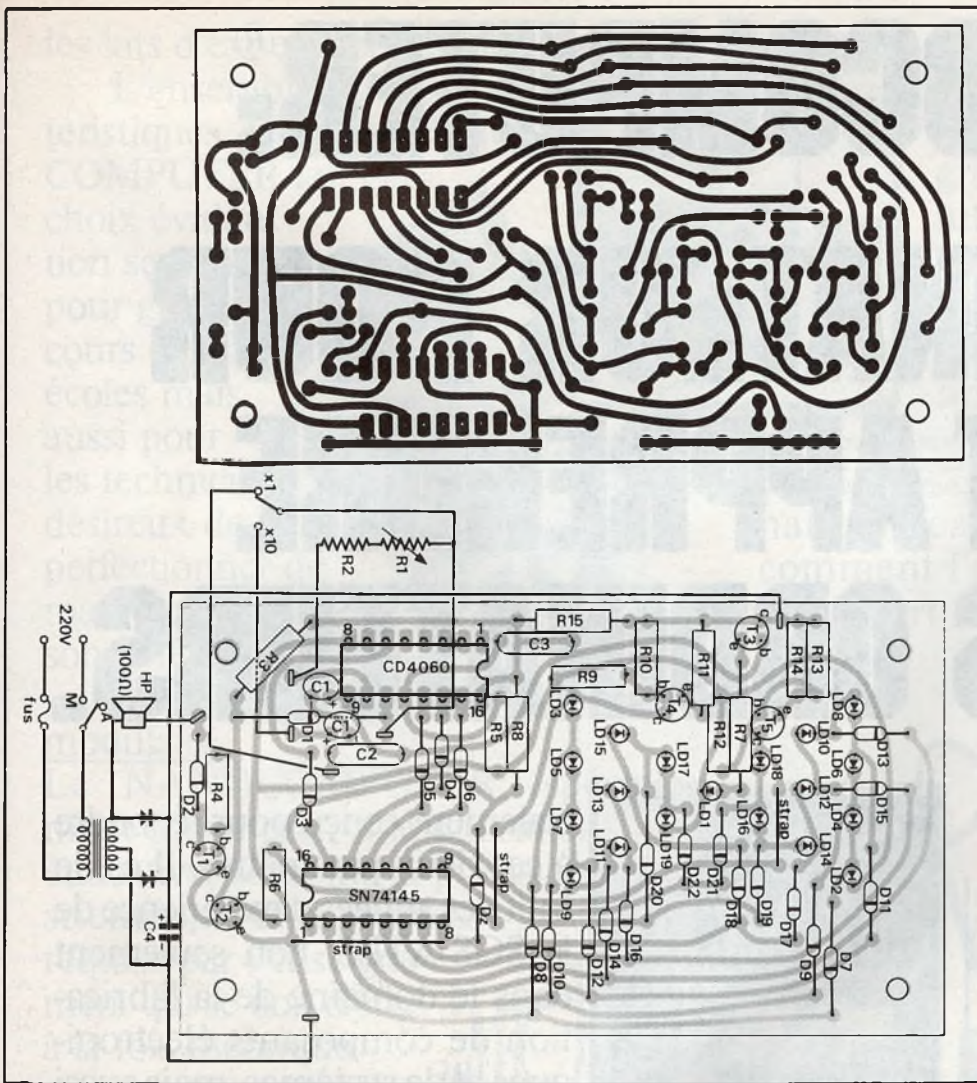 x1
x10
R2
R1
220V
fus
M
A
HP
(100Ω)
R3
8
CD4060
1
9
16
C1
C2
D1
D3
D5
D4
D6
R5
R8
C3
R15
R9
R10
R11
R12
R7
R14
R13
T3
c
b
e
T4
b
c
e
T5
b
e
LD3
LD5
LD7
LD9
LD15
LD13
LD11
LD17
LD19
LD1
LD16
LD18
LD10
LD12
LD14
LD8
LD6
LD4
LD2
D13
D15
D11
strap
R4
D2
T1
b
c
e
T2
b
c
e
R6
16
9
SN74145
1
8
strap
strap
D2
D20
D22
D21
D18
D19
D17
D9
D7
D8
D10
D12
D14
D16
C4